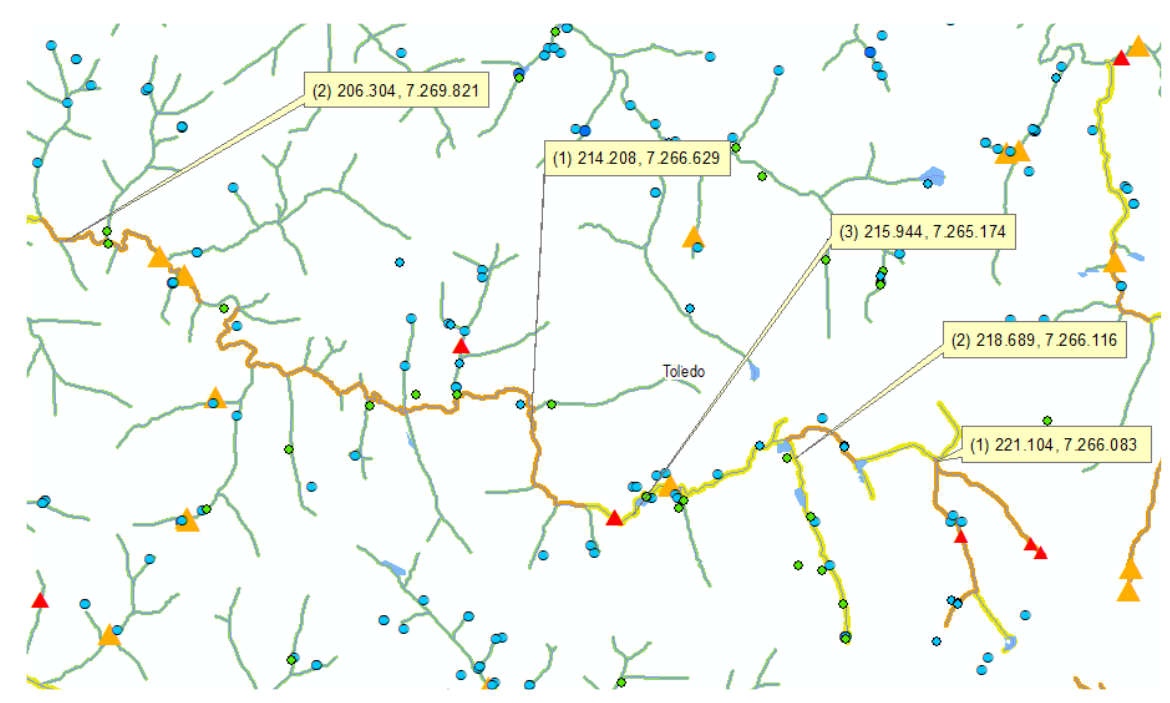 (2) 206.304, 7.269.821
(1) 214.208, 7.266.629
(3) 215.944, 7.265.174
(2) 218.689, 7.266.116
Toledo
(1) 221.104, 7.266.083